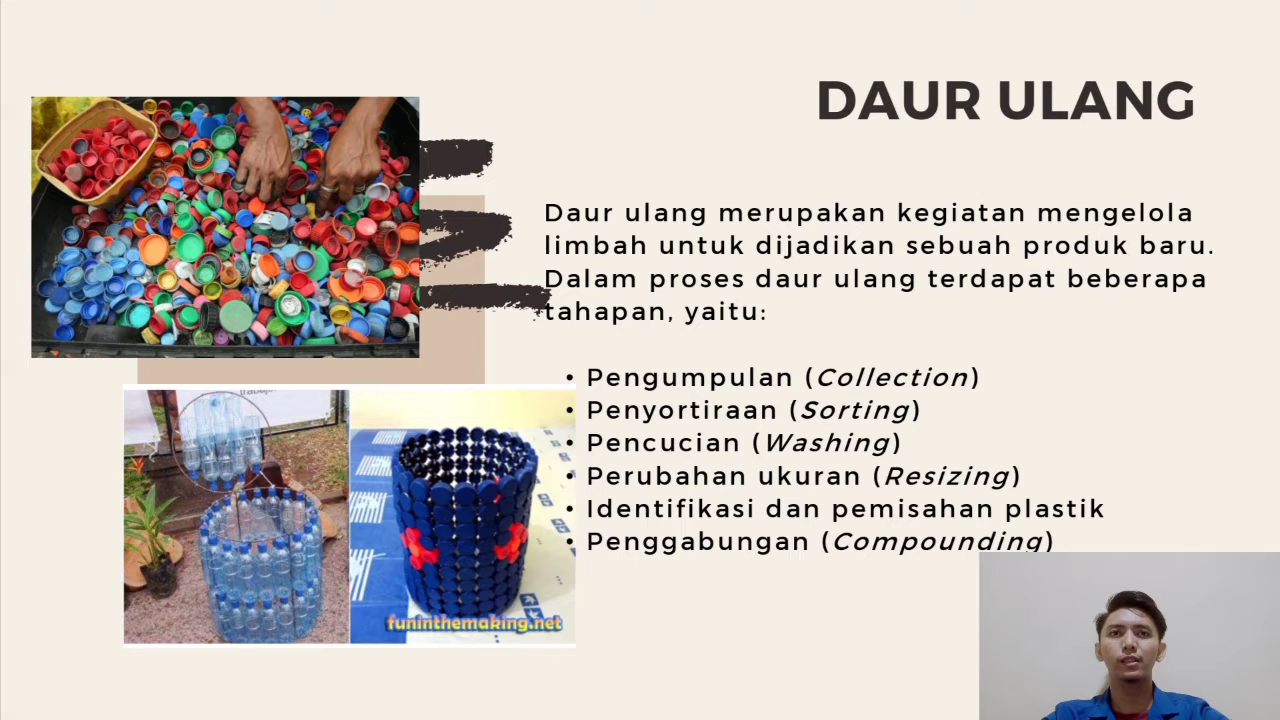 DAUR ULANG
Daur ulang merupakan kegiatan mengelola
limbah untuk dijadikan sebuah produk baru.
Dalam proses daur ulang terdapat beberapa
tahapan, yaitu:
• Pengumpulan (Collection)
• Penyortiraan (Sorting)
• Pencucian (Washing)
• Perubahan ukuran (Resizing)
• Identifikasi dan pemisahan plastik
• Penggabungan (Compounding)
funinthemaking.net